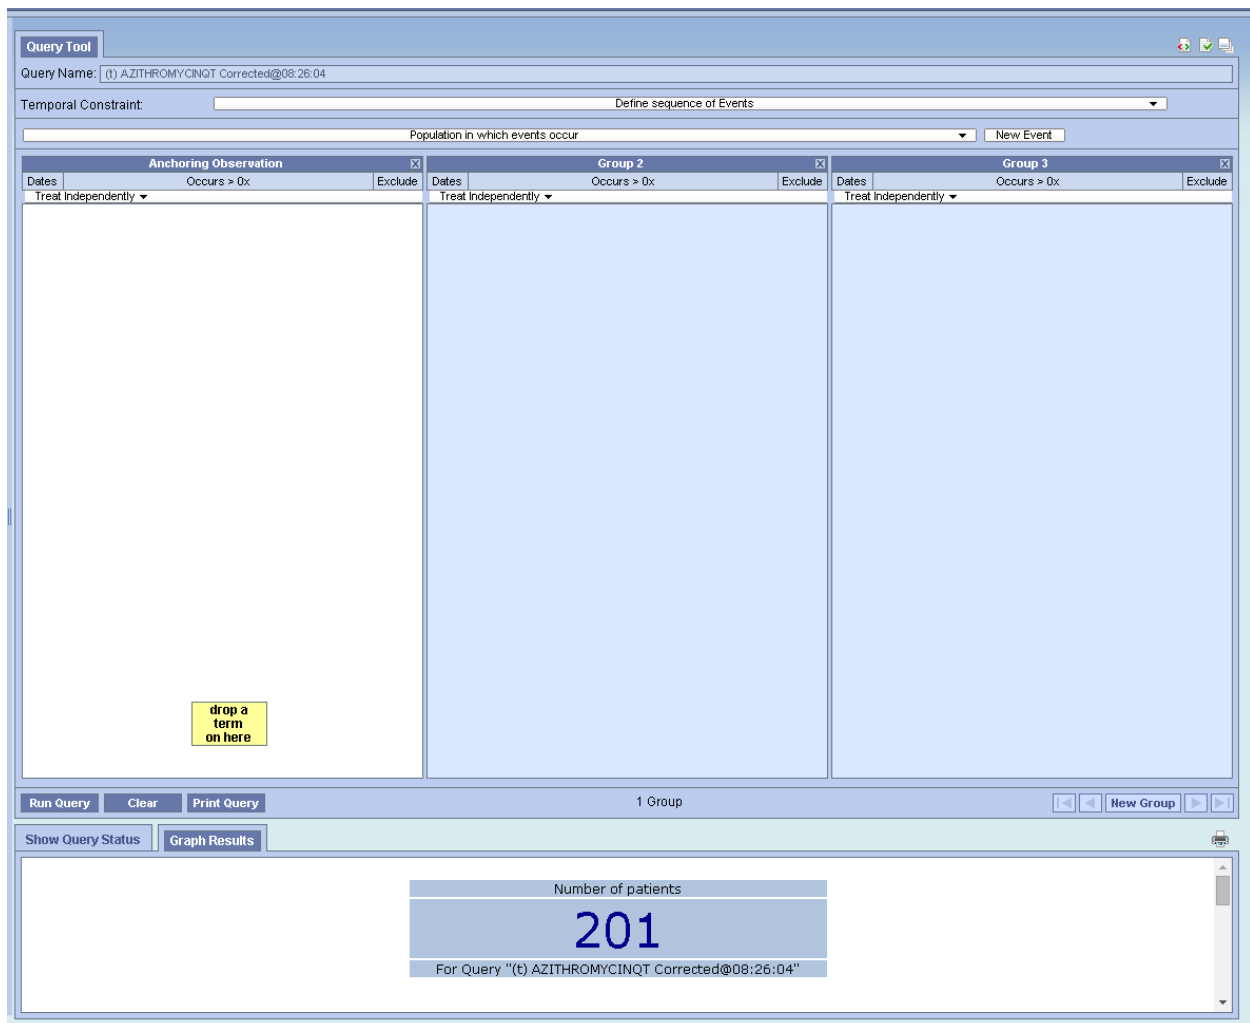 Query Tool
Query Name: (t) AZITHROMYCINQT Corrected@08:26:04
Temporal Constraint: Define sequence of Events
Population in which events occur New Event
Anchoring Observation X Group 2 X Group 3 X
Dates Occurs > 0x Exclude Dates Occurs > 0x Exclude Dates Occurs > 0x Exclude
Treat Independently Treat Independently Treat Independently
drop a
term
on here
Run Query Clear Print Query 1 Group New Group
Show Query Status Graph Results
Number of patients
201
For Query "(t) AZITHROMYCINQT Corrected@08:26:04"